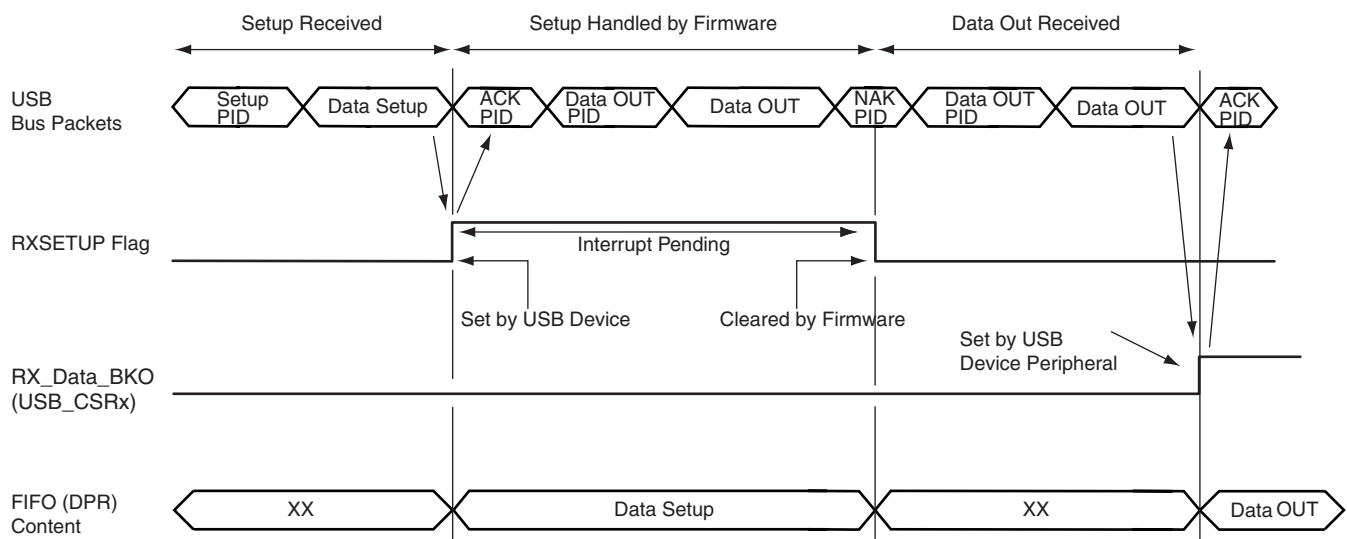 Setup Received
Setup Handled by Firmware
Data Out Received
USB
Bus Packets
Setup
PID
Data Setup
ACK
PID
Data OUT
PID
Data OUT
NAK
PID
Data OUT
PID
Data OUT
ACK
PID
RXSETUP Flag
Interrupt Pending
Set by USB Device
Cleared by Firmware
Set by USB
Device Peripheral
RX_Data_BKO
(USB_CSRx)
FIFO (DPR)
Content
XX
Data Setup
XX
Data OUT